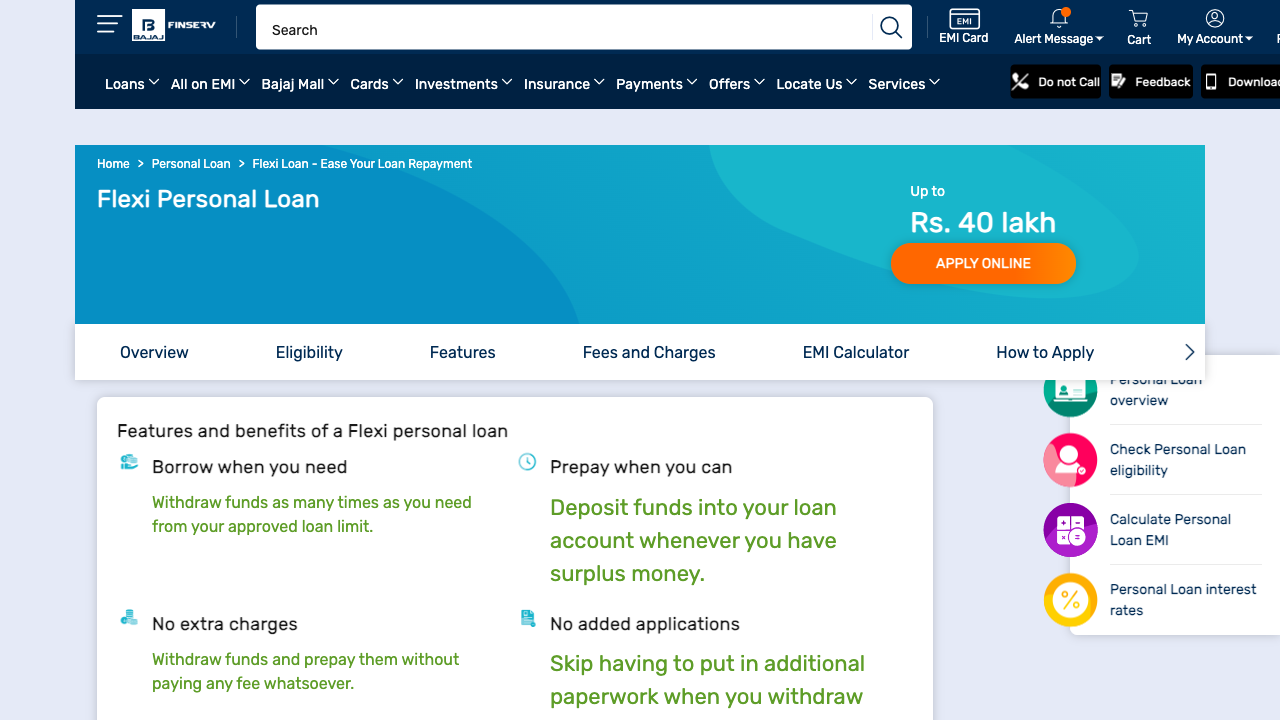 BAJAJ
FINSERV
Search
EMI
EMI Card
Alert Message
Cart
My Account
Loans
All on EMI
Bajaj Mall
Cards
Investments
Insurance
Payments
Offers
Locate Us
Services
Do not Call
Feedback
Home > Personal Loan > Flexi Loan - Ease Your Loan Repayment
Flexi Personal Loan
Up to
Rs. 40 lakh
APPLY ONLINE
Overview
Eligibility
Features
Fees and Charges
EMI Calculator
How to Apply
Personal Loan
overview
Check Personal Loan
eligibility
Calculate Personal
Loan EMI
Personal Loan interest
rates
Features and benefits of a Flexi personal loan
Borrow when you need
Withdraw funds as many times as you need
from your approved loan limit.
Prepay when you can
Deposit funds into your loan
account whenever you have
surplus money.
No extra charges
Withdraw funds and prepay them without
paying any fee whatsoever.
No added applications
Skip having to put in additional
paperwork when you withdraw